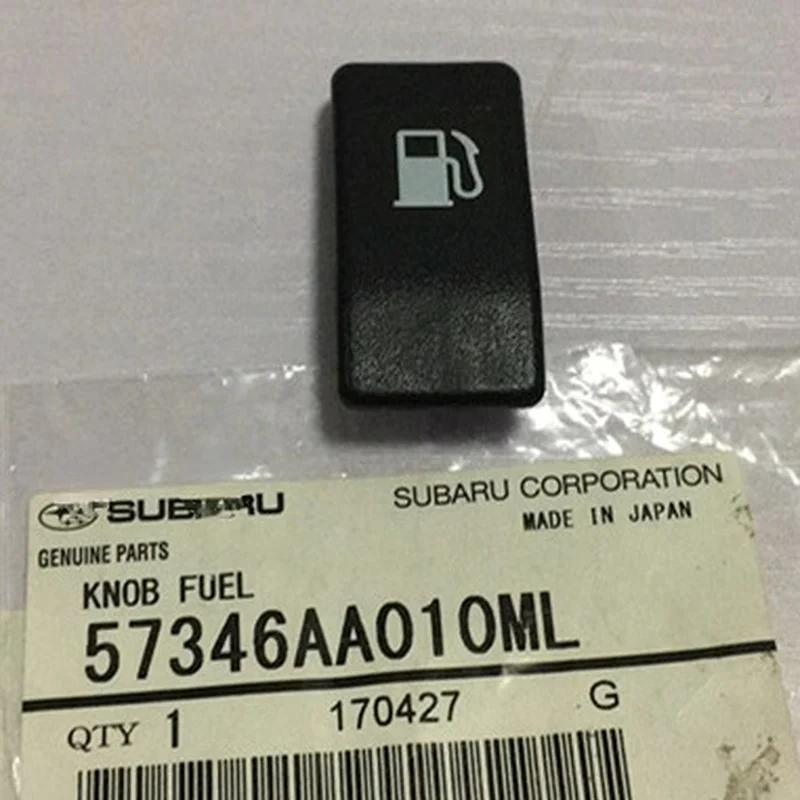 SUBARU
SUBARU CORPORATION
MADE IN JAPAN
GENUINE PARTS
KNOB FUEL
57346AA010ML
QTY 1
170427
G